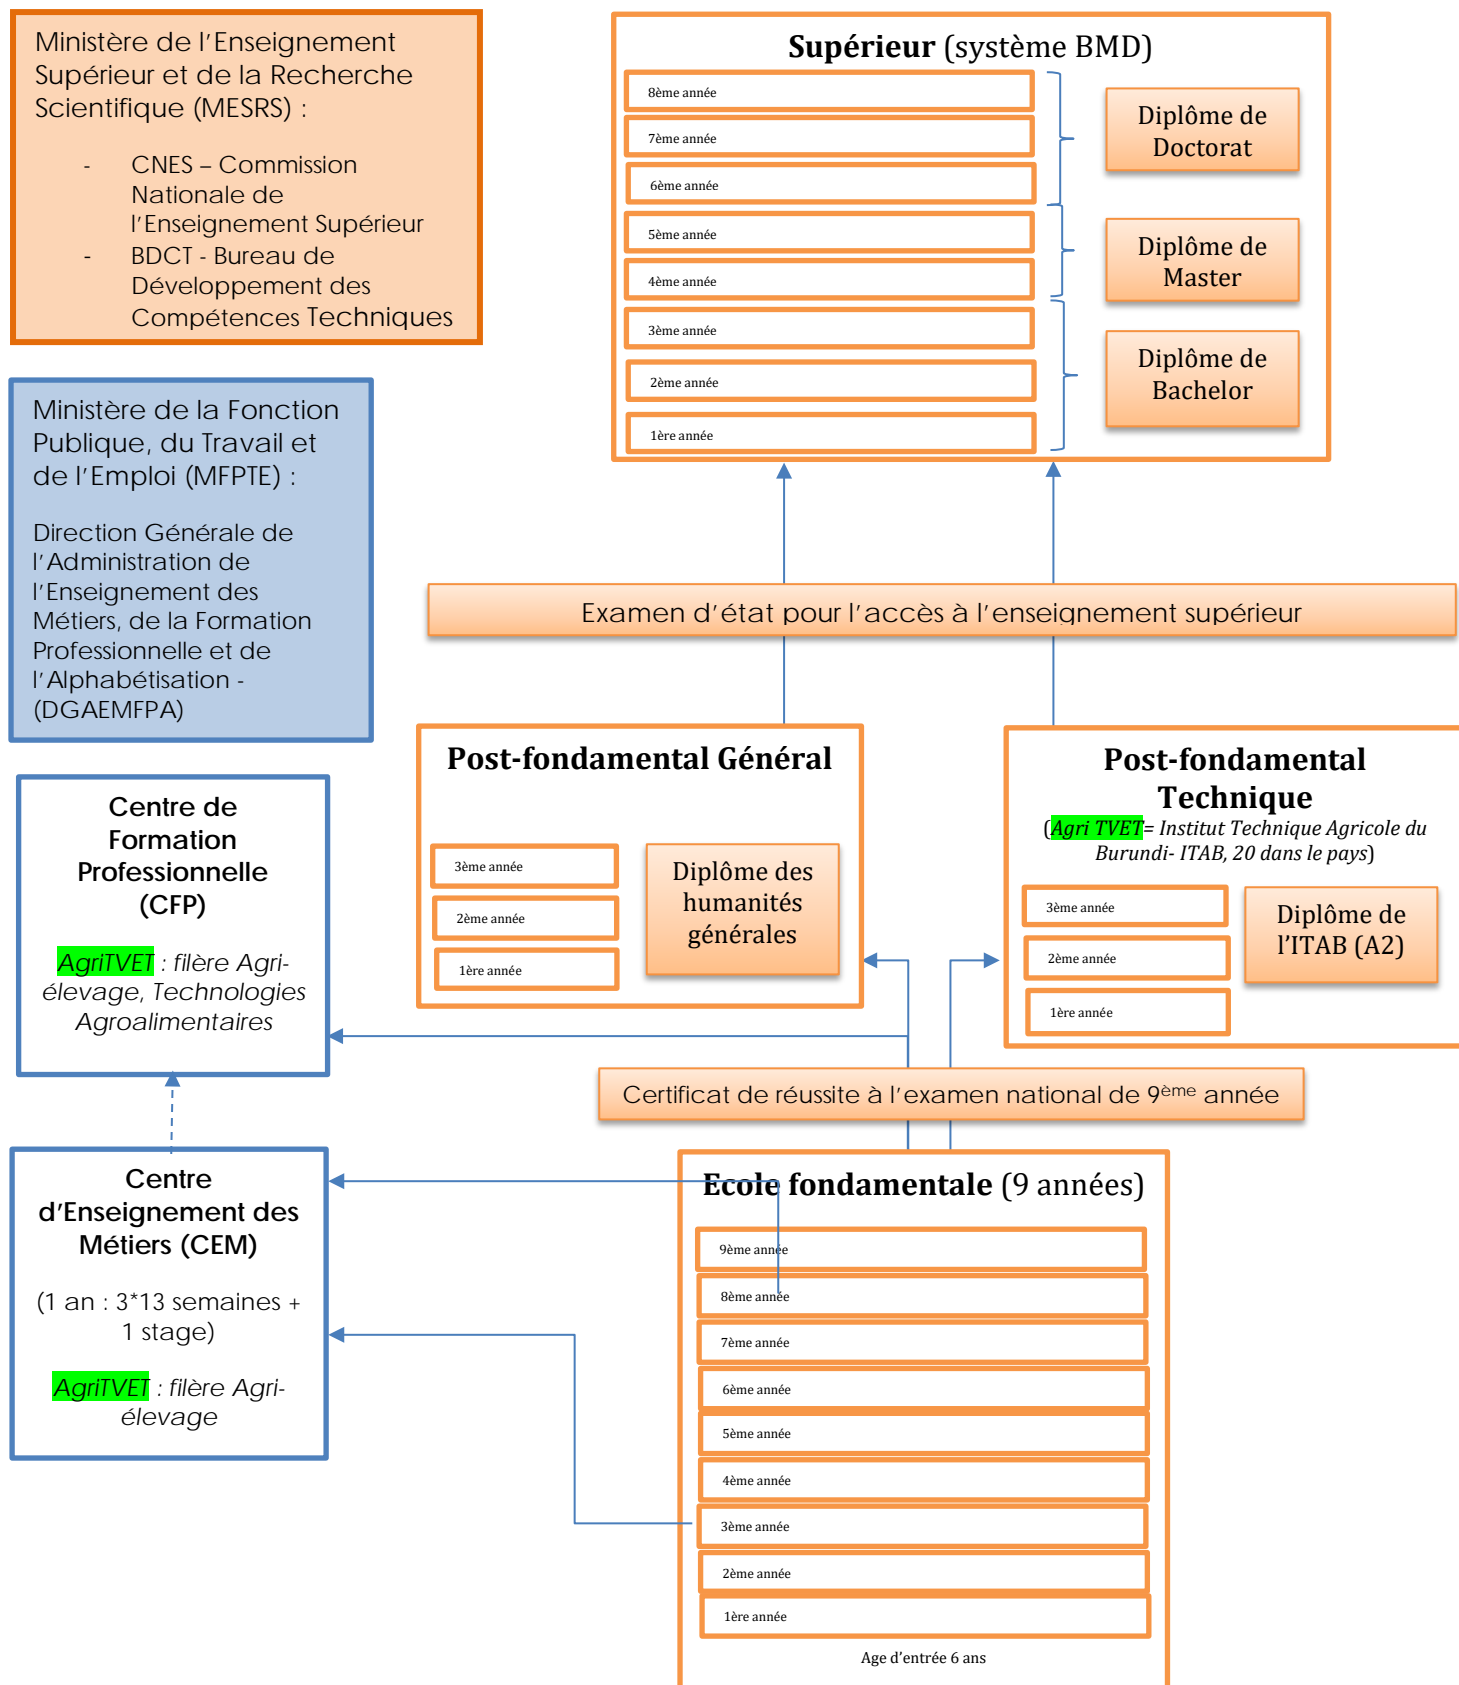 Ministère de l'Enseignement
Supérieur et de la Recherche
Scientifique (MESRS) :
- CNES – Commission
Nationale de
l'Enseignement Supérieur
- BDCT - Bureau de
Développement des
Compétences Techniques
Supérieur (système BMD)
8ème année
7ème année
6ème année
5ème année
4ème année
3ème année
2ème année
1ère année
Diplôme de
Doctorat
Diplôme de
Master
Diplôme de
Bachelor
Ministère de la Fonction
Publique, du Travail et
de l'Emploi (MFPTE) :
Direction Générale de
l'Administration de
l'Enseignement des
Métiers, de la Formation
Professionnelle et de
l'Alphabétisation -
(DGAEMFPA)
Examen d'état pour l'accès à l'enseignement supérieur
Post-fondamental Général
3ème année
2ème année
1ère année
Diplôme des
humanités
générales
Post-fondamental
Technique
(Agri TVET= Institut Technique Agricole du
Burundi- ITAB, 20 dans le pays)
3ème année
2ème année
1ère année
Diplôme de
l'ITAB (A2)
Centre de
Formation
Professionnelle
(CFP)
AgriTVET : filère Agri-
élevage, Technologies
Agroalimentaires
Certificat de réussite à l'examen national de 9ème année
Centre
d'Enseignement des
Métiers (CEM)
(1 an : 3*13 semaines +
1 stage)
AgriTVET : filère Agri-
élevage
Ecole fondamentale (9 années)
9ème année
8ème année
7ème année
6ème année
5ème année
4ème année
3ème année
2ème année
1ère année
Age d'entrée 6 ans